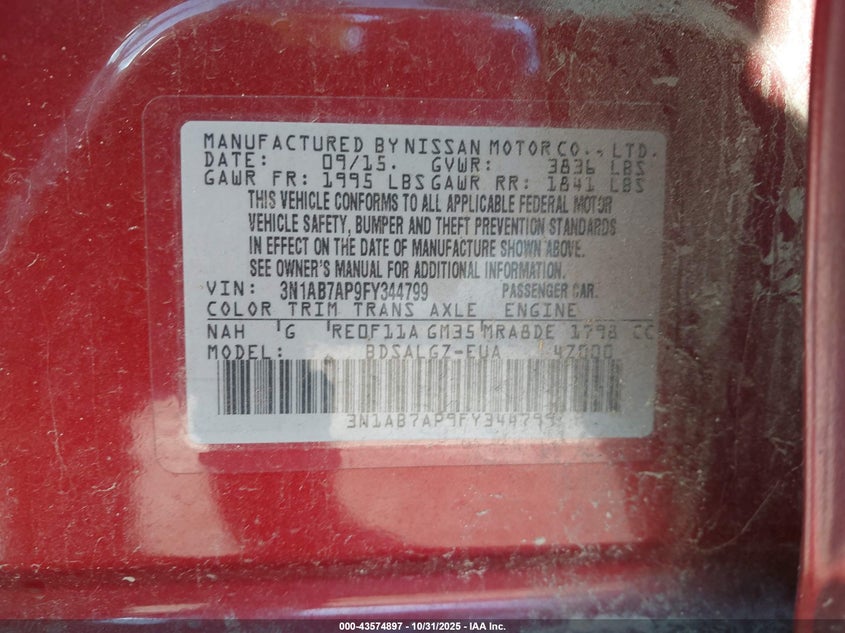 MANUFACTURED BY NISSAN MOTOR CO., LTD.
DATE: 09/15. GVWR: 3836 LBS
GAWR FR: 1995 LBS GAWR RR: 1841 LBS
THIS VEHICLE CONFORMS TO ALL APPLICABLE FEDERAL MOTOR
VEHICLE SAFETY, BUMPER AND THEFT PREVENTION STANDARDS
IN EFFECT ON THE DATE OF MANUFACTURE SHOWN ABOVE.
SEE OWNER'S MANUAL FOR ADDITIONAL INFORMATION.
VIN: 3N1AB7AP9FY344799 PASSENGER CAR.
COLOR TRIM TRANS AXLE ENGINE
NAH G RE0F11A GM35 MRA8DE 1798 CC
MODEL: BDSALGZ-EUA 4Z000
3N1AB7AP9FY344799
000-43574897 - 10/31/2025 - IAA Inc.